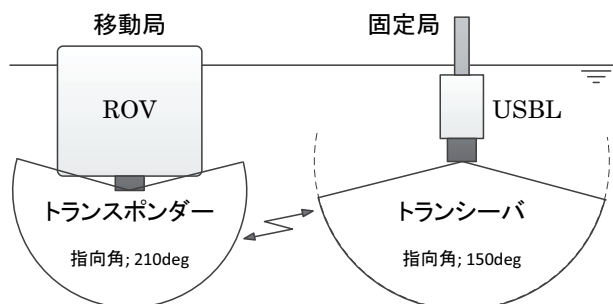 移動局
固定局
ROV
USBL
トランスポンダー
トランシーバ
指向角; 210deg
指向角; 150deg